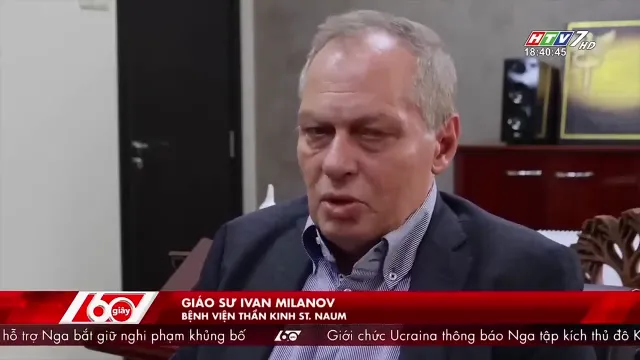 HTV7 HD
18:40:45
60 giây
GIÁO SƯ IVAN MILANOV
BỆNH VIỆN THẦN KINH ST. NAUM
hỗ trợ Nga bắt giữ nghi phạm khủng bố Giới chức Ucraina thông báo Nga tập kích thủ đô K